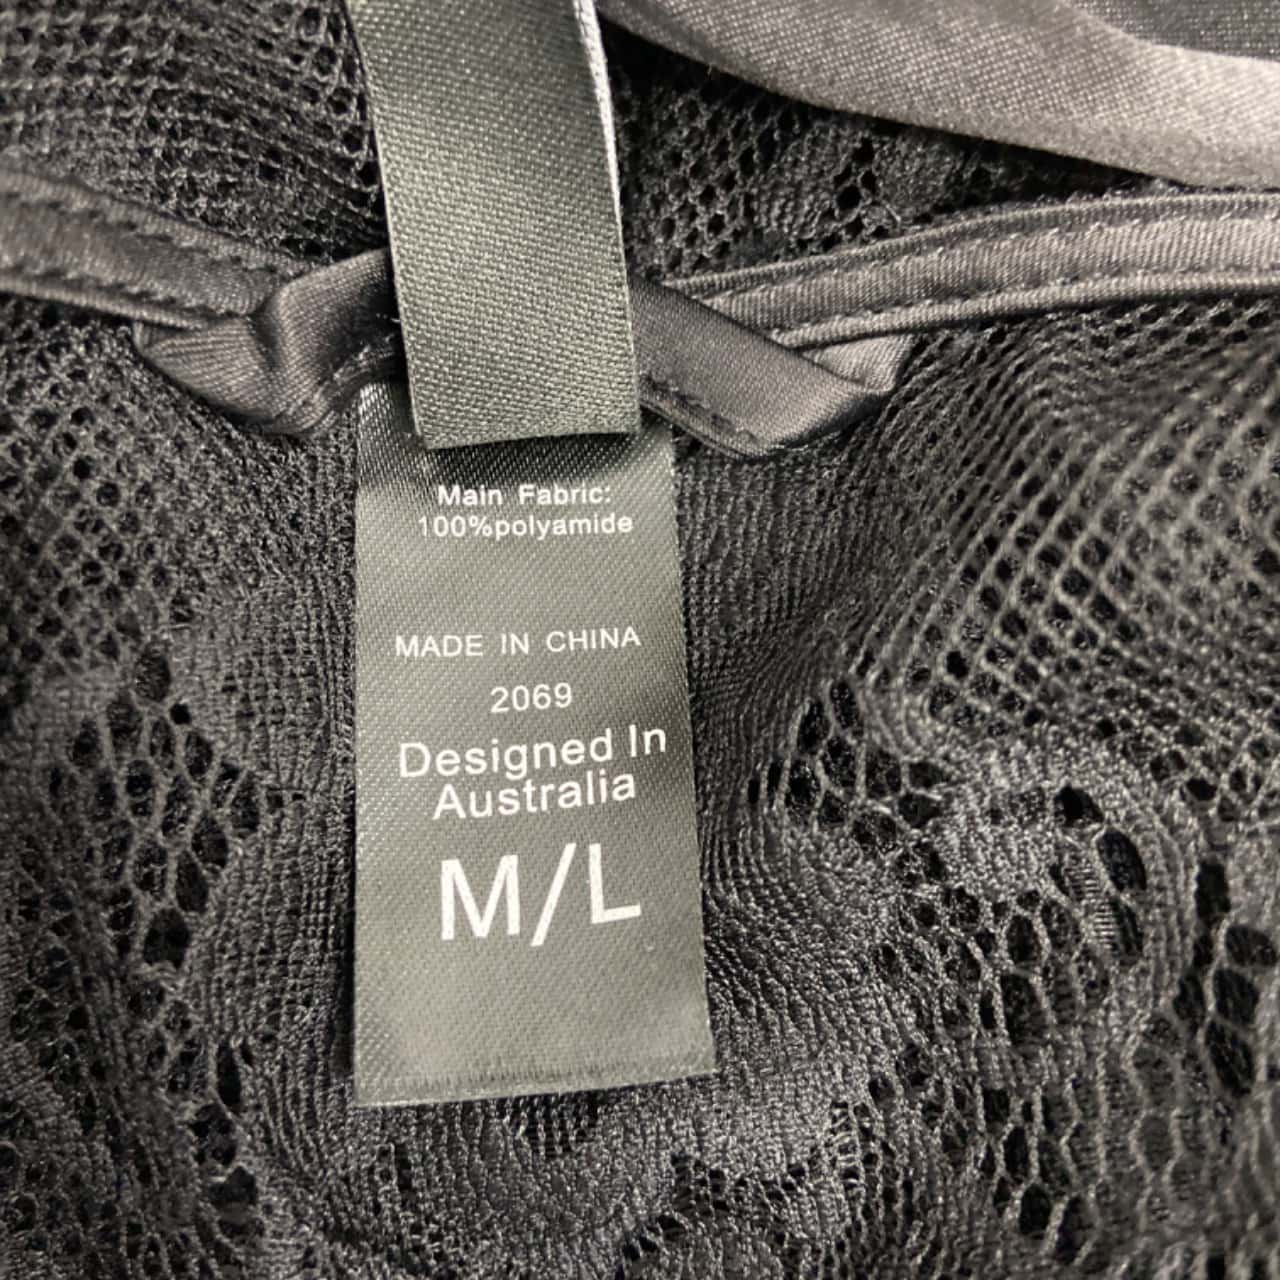 Main Fabric:
100%polyamide
MADE IN CHINA
2069
Designed In
Australia
M/L